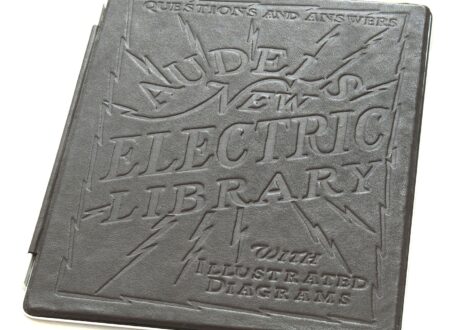 QUESTIONS AND ANSWERS
AUDELS
NEW
ELECTRIC
LIBRARY
WITH
ILLUSTRATED
DIAGRAMS